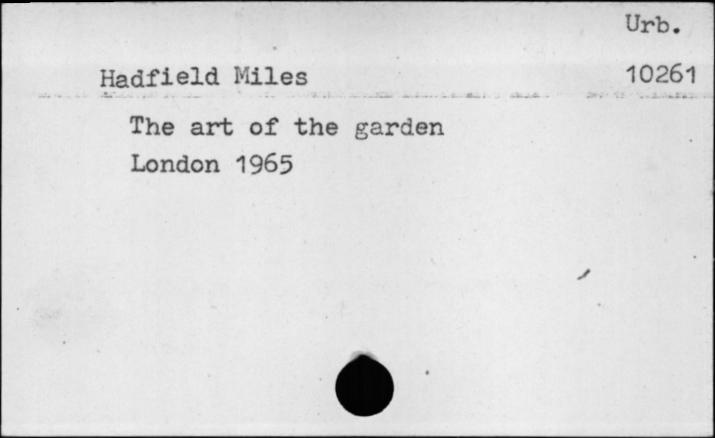 Urb.
Hadfield Miles 10261
The art of the garden
London 1965